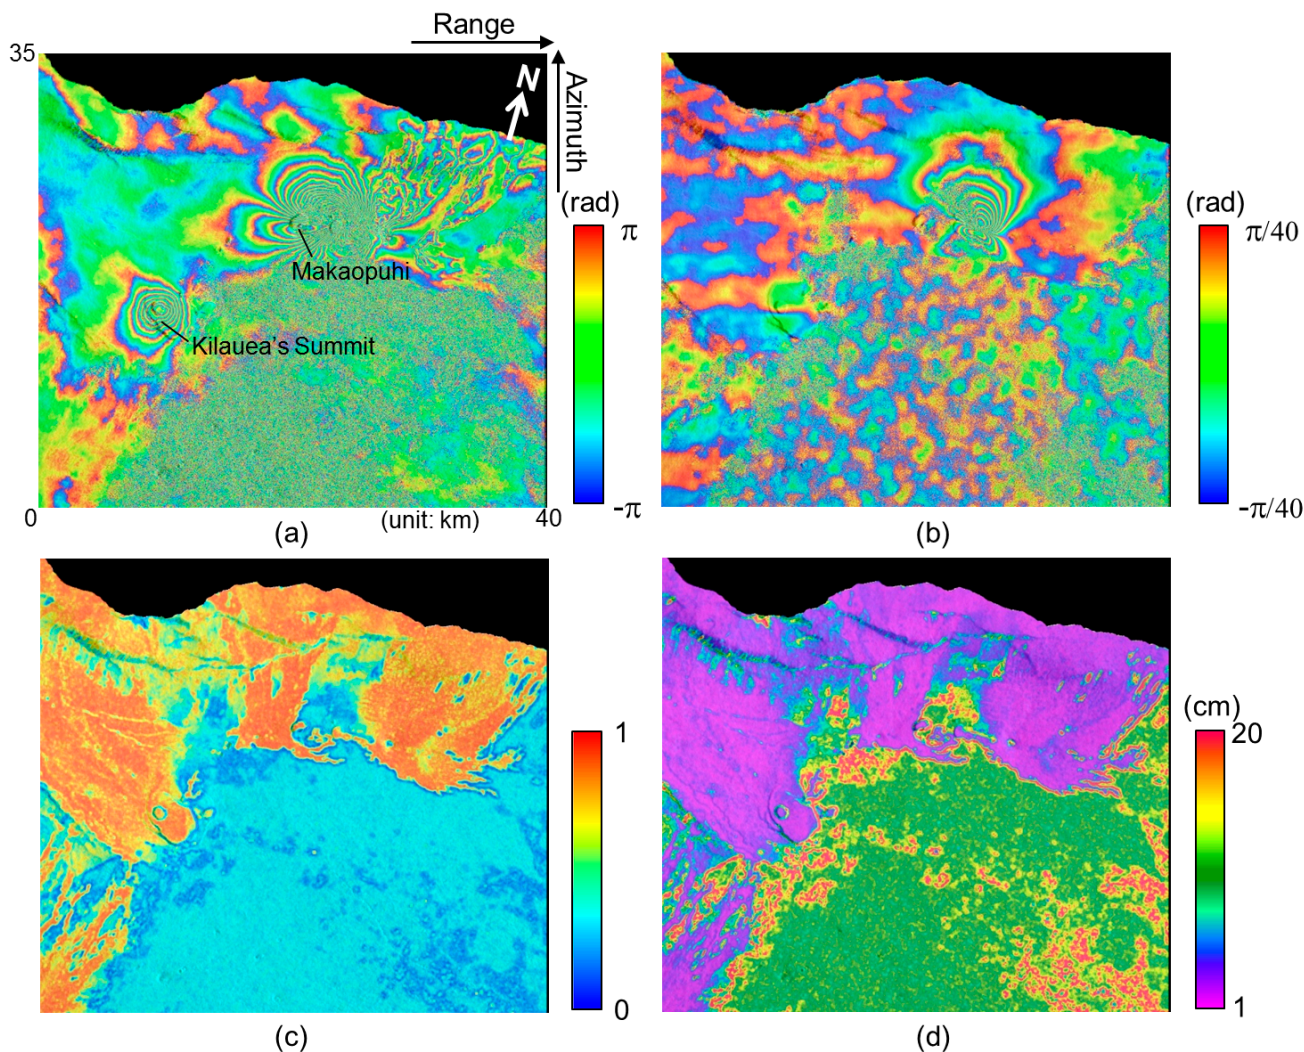 Range
35
N
Azimuth
(rad)
π
-π
Makaopuhi
Kilauea's Summit
0
(unit: km)
40
(a)
(rad)
π/40
-π/40
(b)
1
0
(c)
(cm)
20
1
(d)